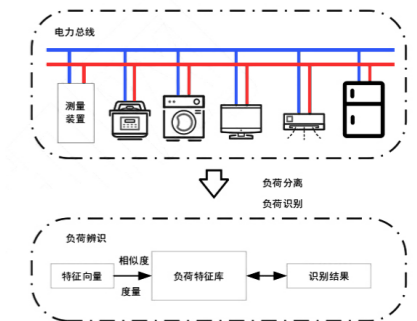 电力总线
测量
装置
负荷分离
负荷识别
负荷辨识
相似度
特征向量
负荷特征库
识别结果
度量